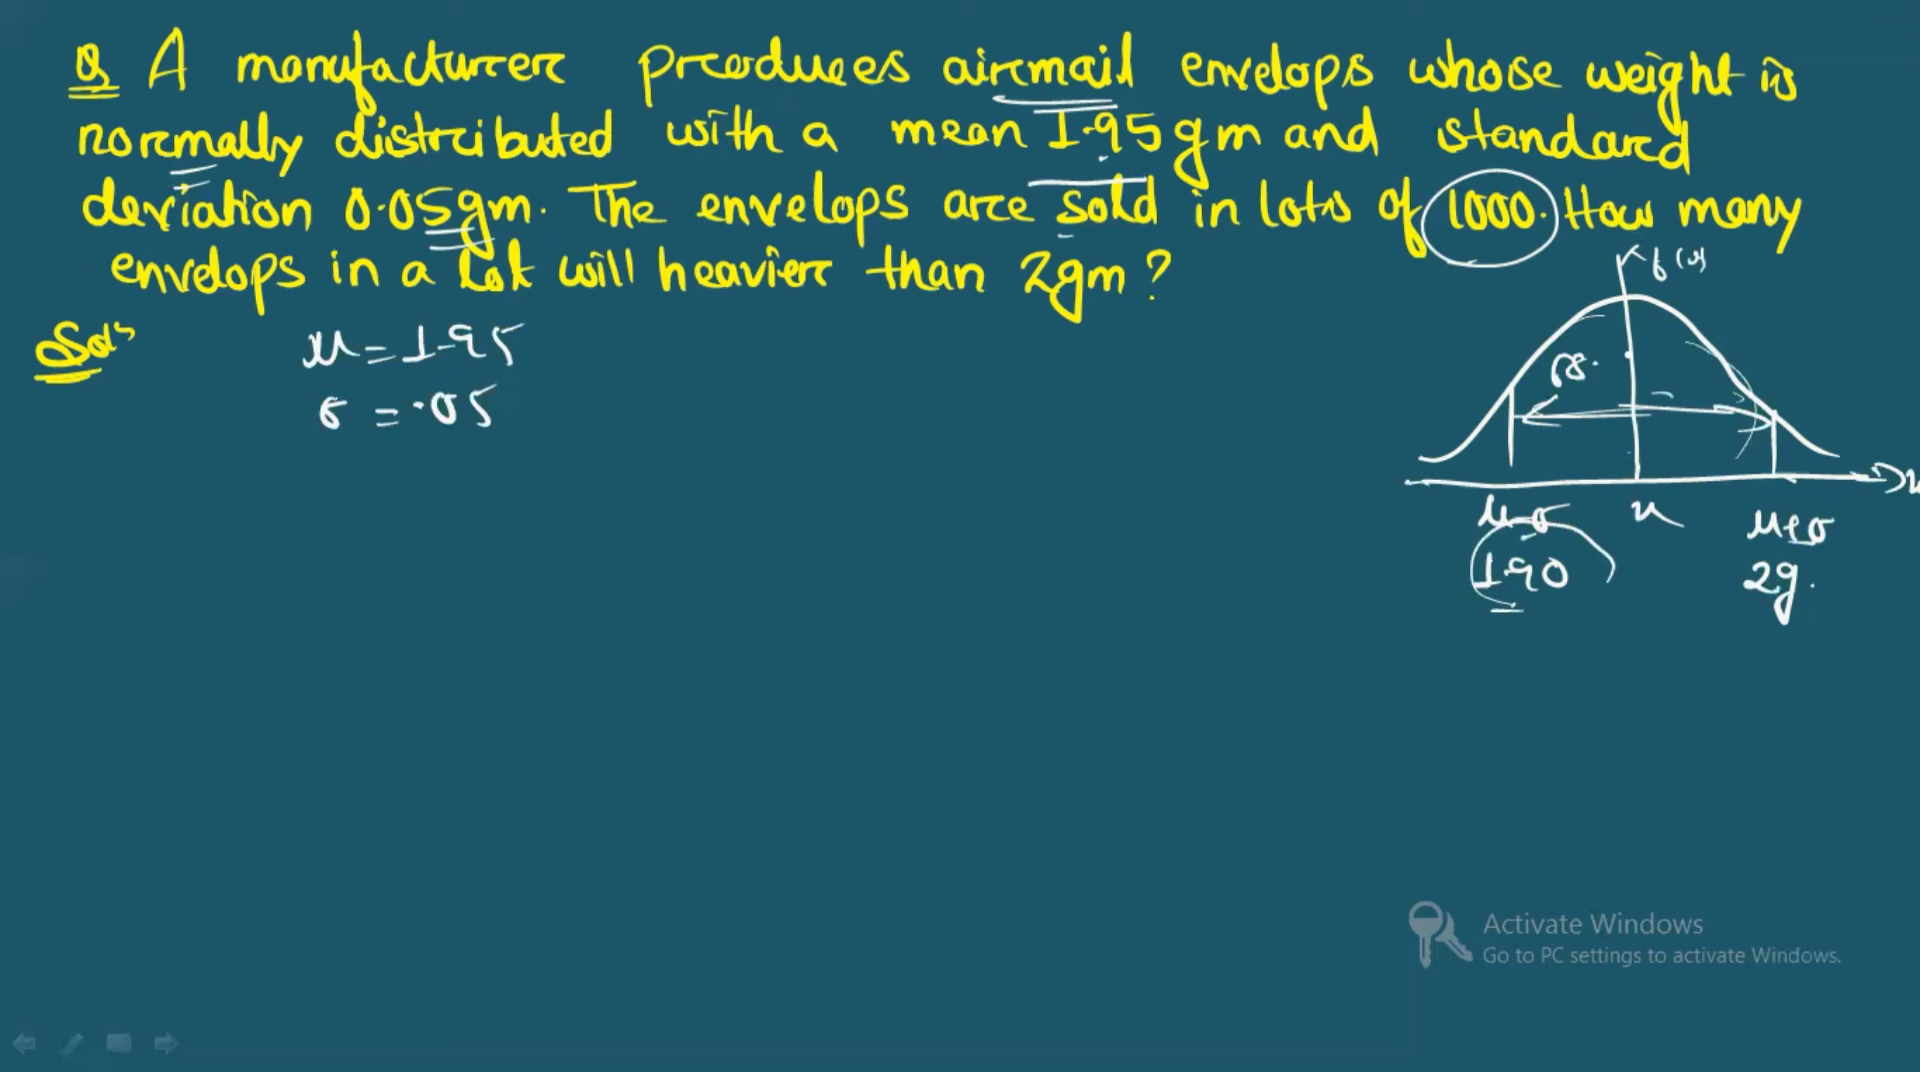 Q A manufacturer produces airmail envelops whose weight is
normally distributed with a mean 1.95 gm and standard
deviation 0.05gm. The envelops are sold in lots of 1000. How many
envelops in a Lot will heavier than 2gm?
Sol:
μ = 1.95
σ = .05
f(x)
68.
μ-σ μ μ+σ
1.90 2g.
Activate Windows
Go to PC settings to activate Windows.